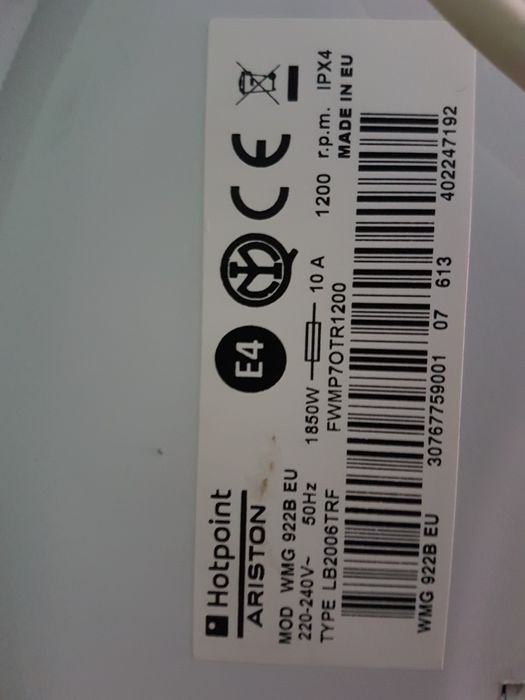 Hotpoint
ARISTON
E4
CE
MOD WMG 922B EU
220-240V~ 50Hz 1850W 10 A 1200 r.p.m. IPX4
TYPE LB2006TRF FWMP7OTR1200 MADE IN EU
WMG 922B EU 30767759001 07 613 402247192